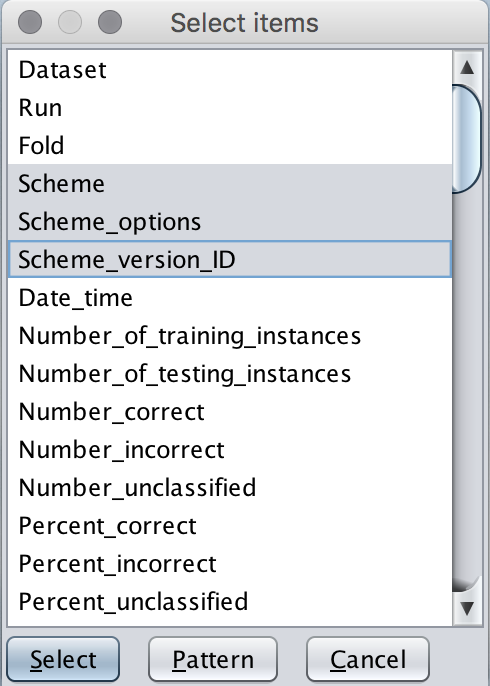 Select items
Dataset
Run
Fold
Scheme
Scheme_options
Scheme_version_ID
Date_time
Number_of_training_instances
Number_of_testing_instances
Number_correct
Number_incorrect
Number_unclassified
Percent_correct
Percent_incorrect
Percent_unclassified
Select Pattern Cancel